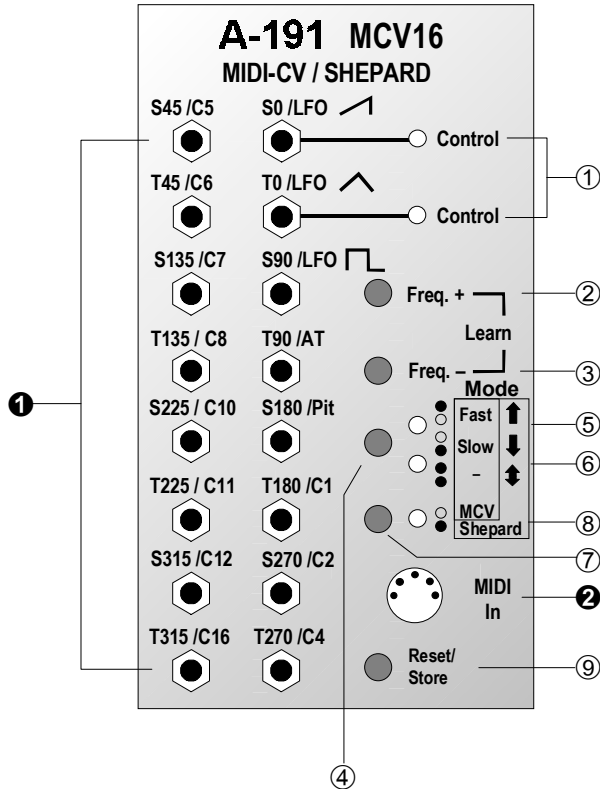 A-191 MCV16
MIDI-CV / SHEPARD
S45 /C5 S0 /LFO
Control
①
T45 /C6 T0 /LFO
Control
S135 /C7 S90 /LFO
Freq. +
②
Learn
T135 / C8 T90 /AT
Freq. –
③
Mode
❶
S225 / C10 S180 /Pit
Fast
⑤
Slow
⑥
–
T225 / C11 T180 /C1
MCV
⑧
Shepard
⑦
S315 /C12 S270 /C2
MIDI
In
❷
T315 /C16 T270 /C4
Reset/
Store
⑨
④